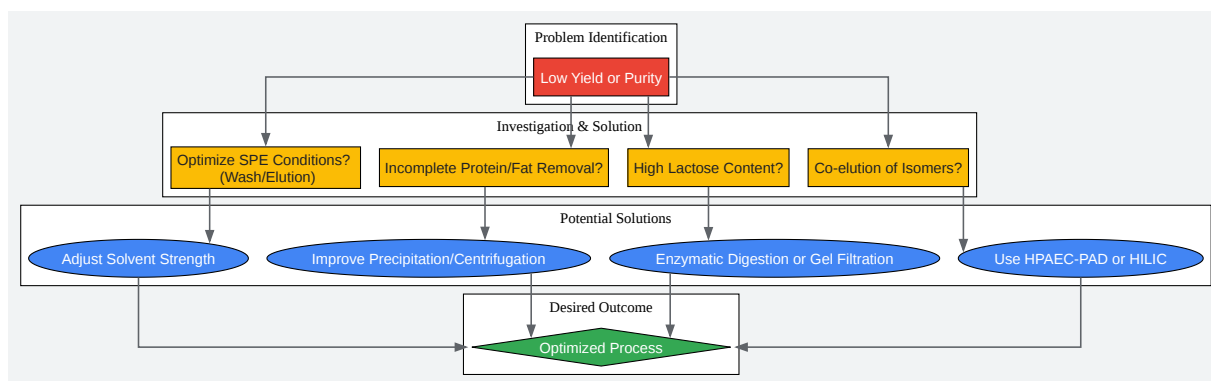 Problem Identification
Low Yield or Purity
Investigation & Solution
Optimize SPE Conditions?
(Wash/Elution)
Incomplete Protein/Fat Removal?
High Lactose Content?
Co-elution of Isomers?
Potential Solutions
Adjust Solvent Strength
Improve Precipitation/Centrifugation
Enzymatic Digestion or Gel Filtration
Use HPAEC-PAD or HILIC
Desired Outcome
Optimized Process